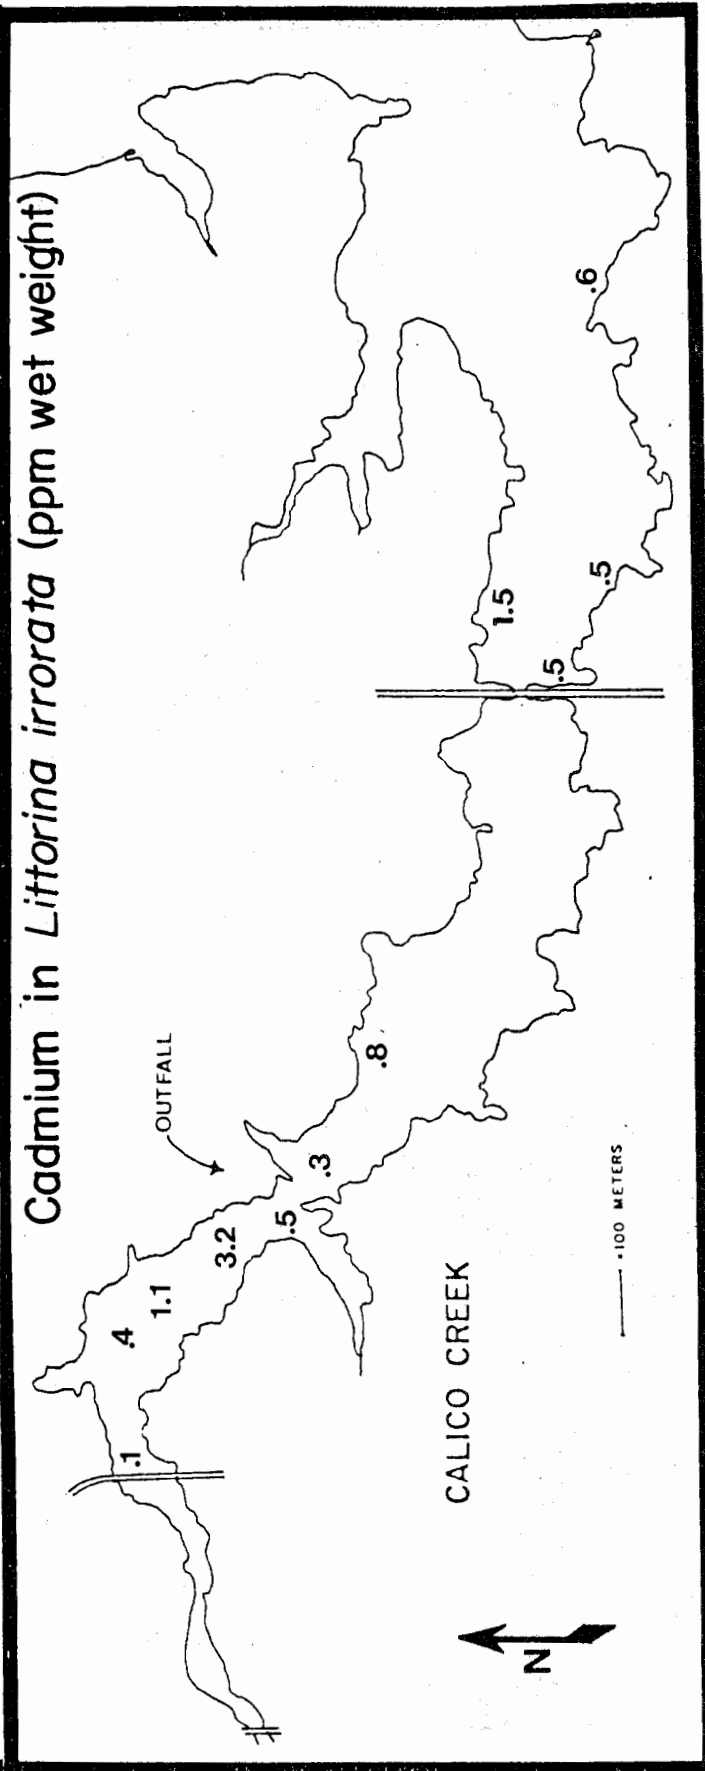 Cadmium in Littorina irrorata (ppm wet weight)
OUTFALL
.1
.4
1.1
3.2
.5
.3
.8
1.5
.5
.5
.6
CALICO CREEK
.100 METERS
N